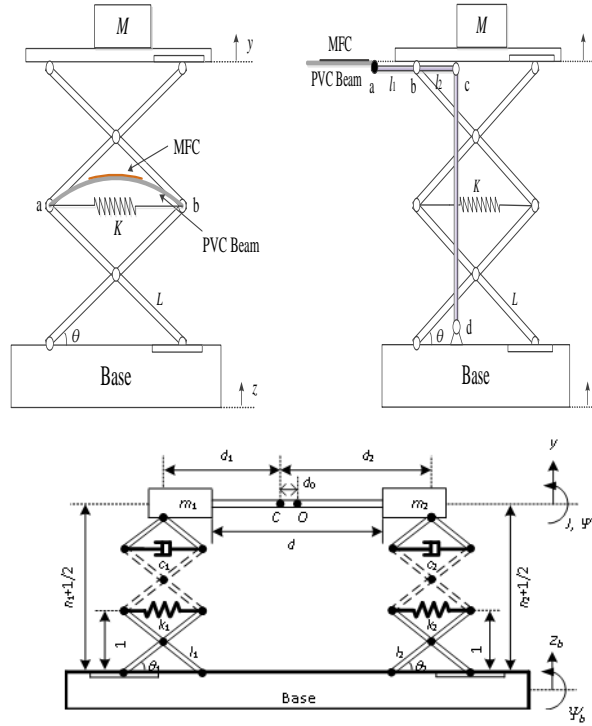 M
y
MFC
a
b
K
PVC Beam
L
θ
Base
z
MFC
M
PVC Beam
a
l1
b
l2
c
K
L
d
θ
Base
d1
d2
d0
y
m1
m2
C
O
J, Ψ
d
c1
c2
n1+1/2
n2+1/2
k1
k2
1
1
zb
θ1
l1
l2
θ2
Base
Ψb